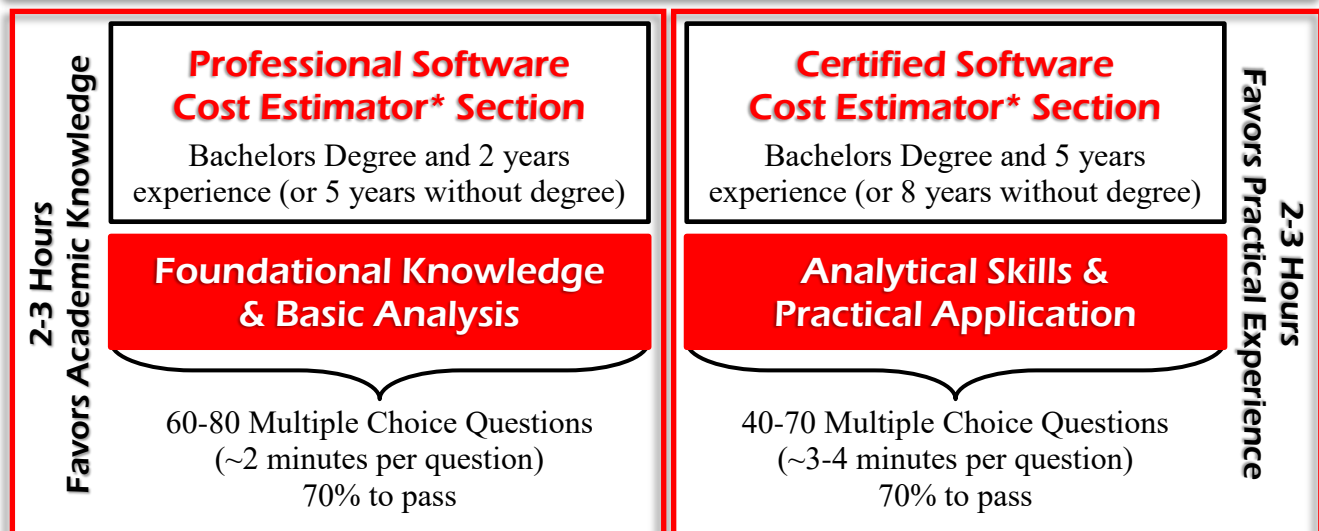 2-3 Hours
Favors Academic Knowledge
Professional Software
Cost Estimator* Section
Bachelors Degree and 2 years
experience (or 5 years without degree)
Foundational Knowledge
& Basic Analysis
60-80 Multiple Choice Questions
(~2 minutes per question)
70% to pass
Certified Software
Cost Estimator* Section
Bachelors Degree and 5 years
experience (or 8 years without degree)
Analytical Skills &
Practical Application
40-70 Multiple Choice Questions
(~3-4 minutes per question)
70% to pass
2-3 Hours
Favors Practical Experience